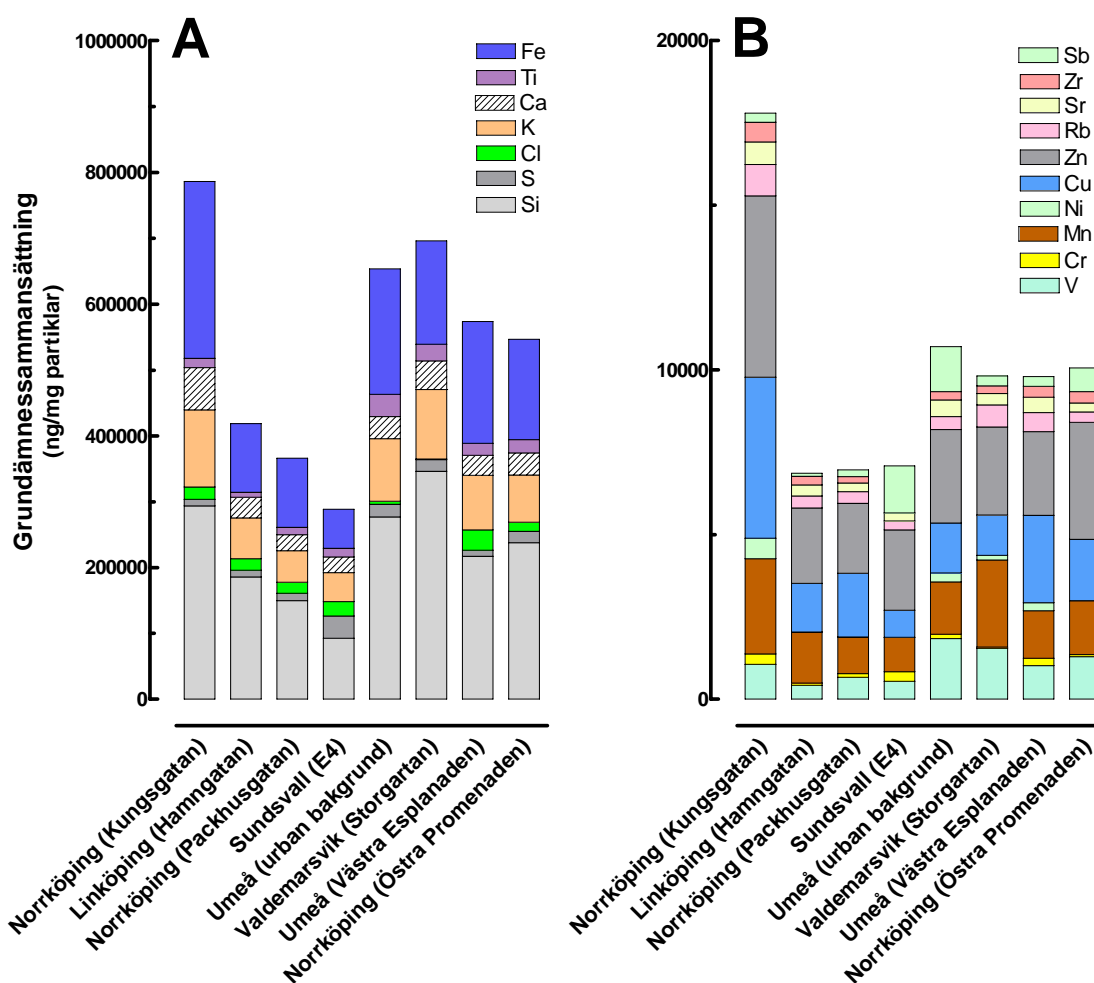 A
1000000
800000
600000
400000
200000
0
Grundämnessammansättning
(ng/mg partiklar)
Fe
Ti
Ca
K
Cl
S
Si
Norrköping (Kungsgatan)
Linköping (Hamngatan)
Norrköping (Packhusgatan)
Sundsvall (E4)
Umeå (urban bakgrund)
Valdemarsvik (Storgartan)
Umeå (Västra Esplanaden)
Norrköping (Östra Promenaden)
B
20000
10000
0
Sb
Zr
Sr
Rb
Zn
Cu
Ni
Mn
Cr
V
Norrköping (Kungsgatan)
Linköping (Hamngatan)
Norrköping (Packhusgatan)
Sundsvall (E4)
Umeå (urban bakgrund)
Valdemarsvik (Storgartan)
Umeå (Västra Esplanaden)
Norrköping (Östra Promenaden)